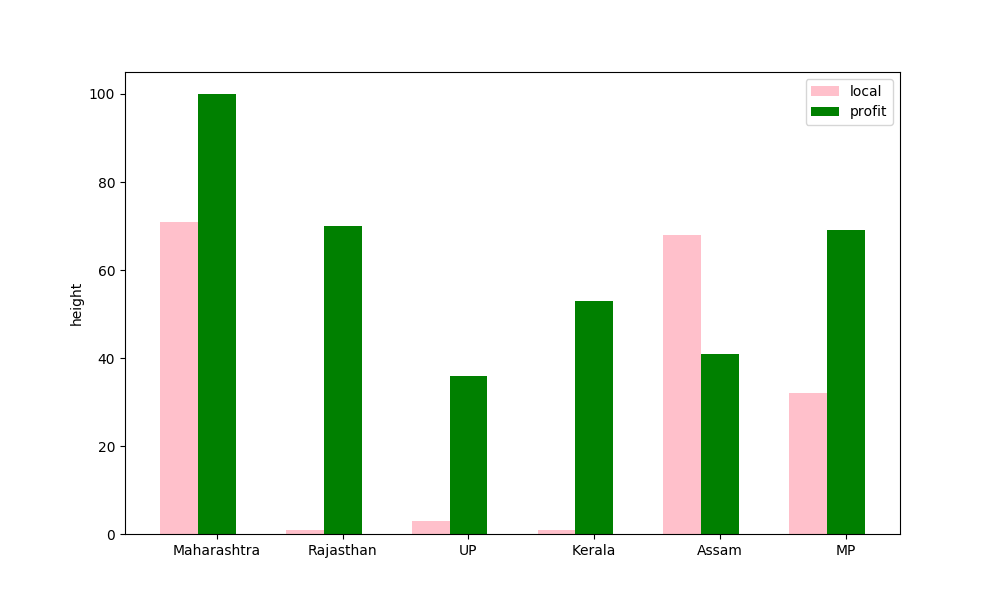 local
profit
100
80
60
40
20
0
height
Maharashtra
Rajasthan
UP
Kerala
Assam
MP